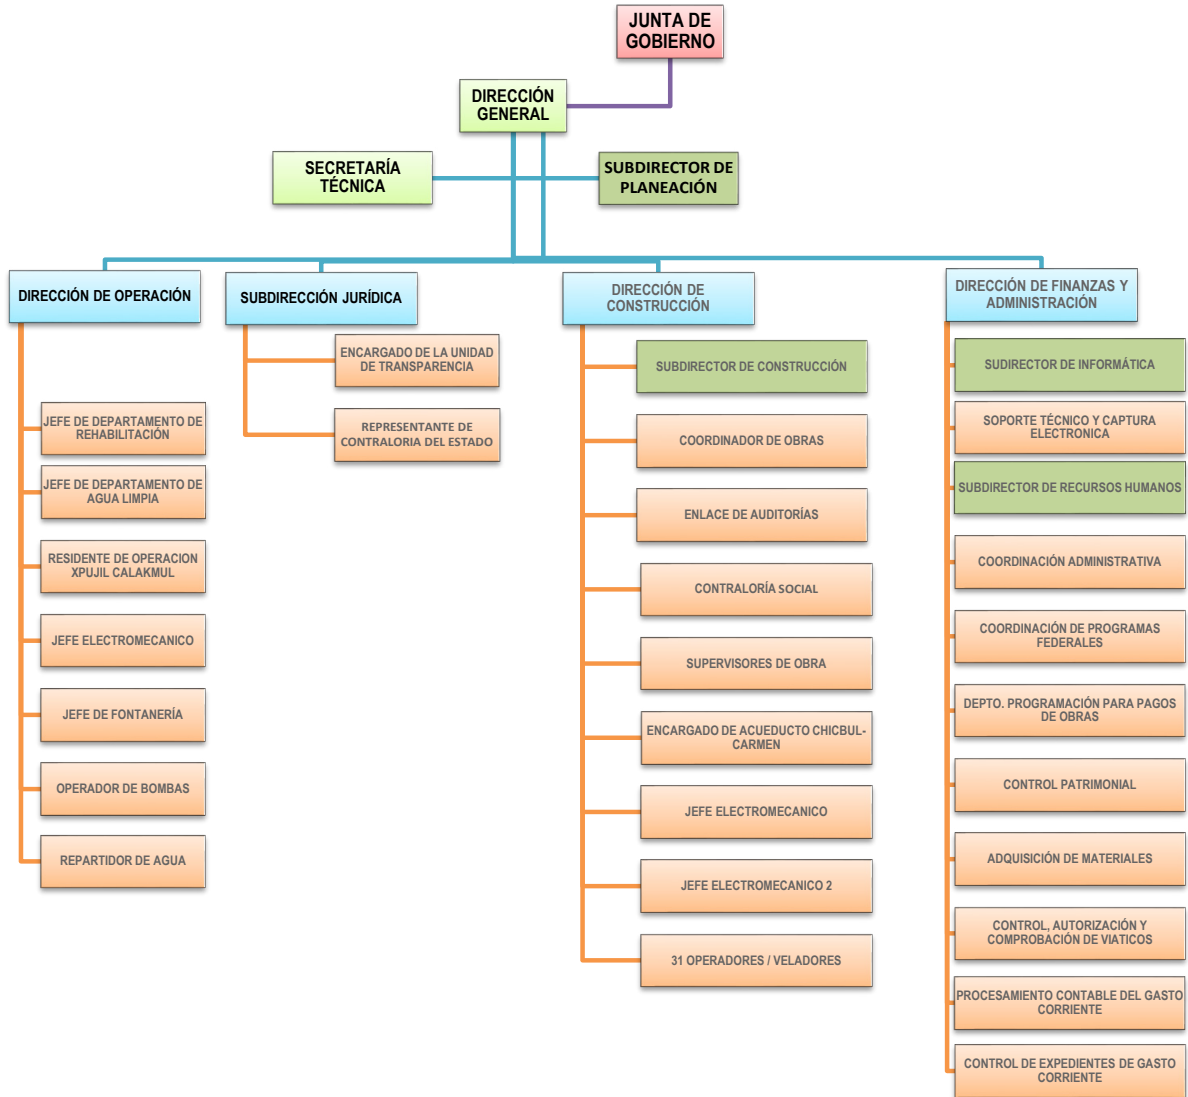 JUNTA DE
GOBIERNO
DIRECCIÓN
GENERAL
SECRETARÍA
TÉCNICA
SUBDIRECTOR DE
PLANEACIÓN
DIRECCIÓN DE OPERACIÓN
JEFE DE DEPARTAMENTO DE
REHABILITACIÓN
JEFE DE DEPARTAMENTO DE
AGUA LIMPIA
RESIDENTE DE OPERACION
XPUJIL CALAKMUL
JEFE ELECTROMECANICO
JEFE DE FONTANERÍA
OPERADOR DE BOMBAS
REPARTIDOR DE AGUA
SUBDIRECCIÓN JURÍDICA
ENCARGADO DE LA UNIDAD
DE TRANSPARENCIA
REPRESENTANTE DE
CONTRALORIA DEL ESTADO
DIRECCIÓN DE
CONSTRUCCIÓN
SUBDIRECTOR DE CONSTRUCCIÓN
COORDINADOR DE OBRAS
ENLACE DE AUDITORÍAS
CONTRALORÍA SOCIAL
SUPERVISORES DE OBRA
ENCARGADO DE ACUEDUCTO CHICBUL-
CARMEN
JEFE ELECTROMECANICO
JEFE ELECTROMECANICO 2
31 OPERADORES / VELADORES
DIRECCIÓN DE FINANZAS Y
ADMINISTRACIÓN
SUDIRECTOR DE INFORMÁTICA
SOPORTE TÉCNICO Y CAPTURA
ELECTRONICA
SUBDIRECTOR DE RECURSOS HUMANOS
COORDINACIÓN ADMINISTRATIVA
COORDINACIÓN DE PROGRAMAS
FEDERALES
DEPTO. PROGRAMACIÓN PARA PAGOS
DE OBRAS
CONTROL PATRIMONIAL
ADQUISICIÓN DE MATERIALES
CONTROL, AUTORIZACIÓN Y
COMPROBACIÓN DE VIATICOS
PROCESAMIENTO CONTABLE DEL GASTO
CORRIENTE
CONTROL DE EXPEDIENTES DE GASTO
CORRIENTE